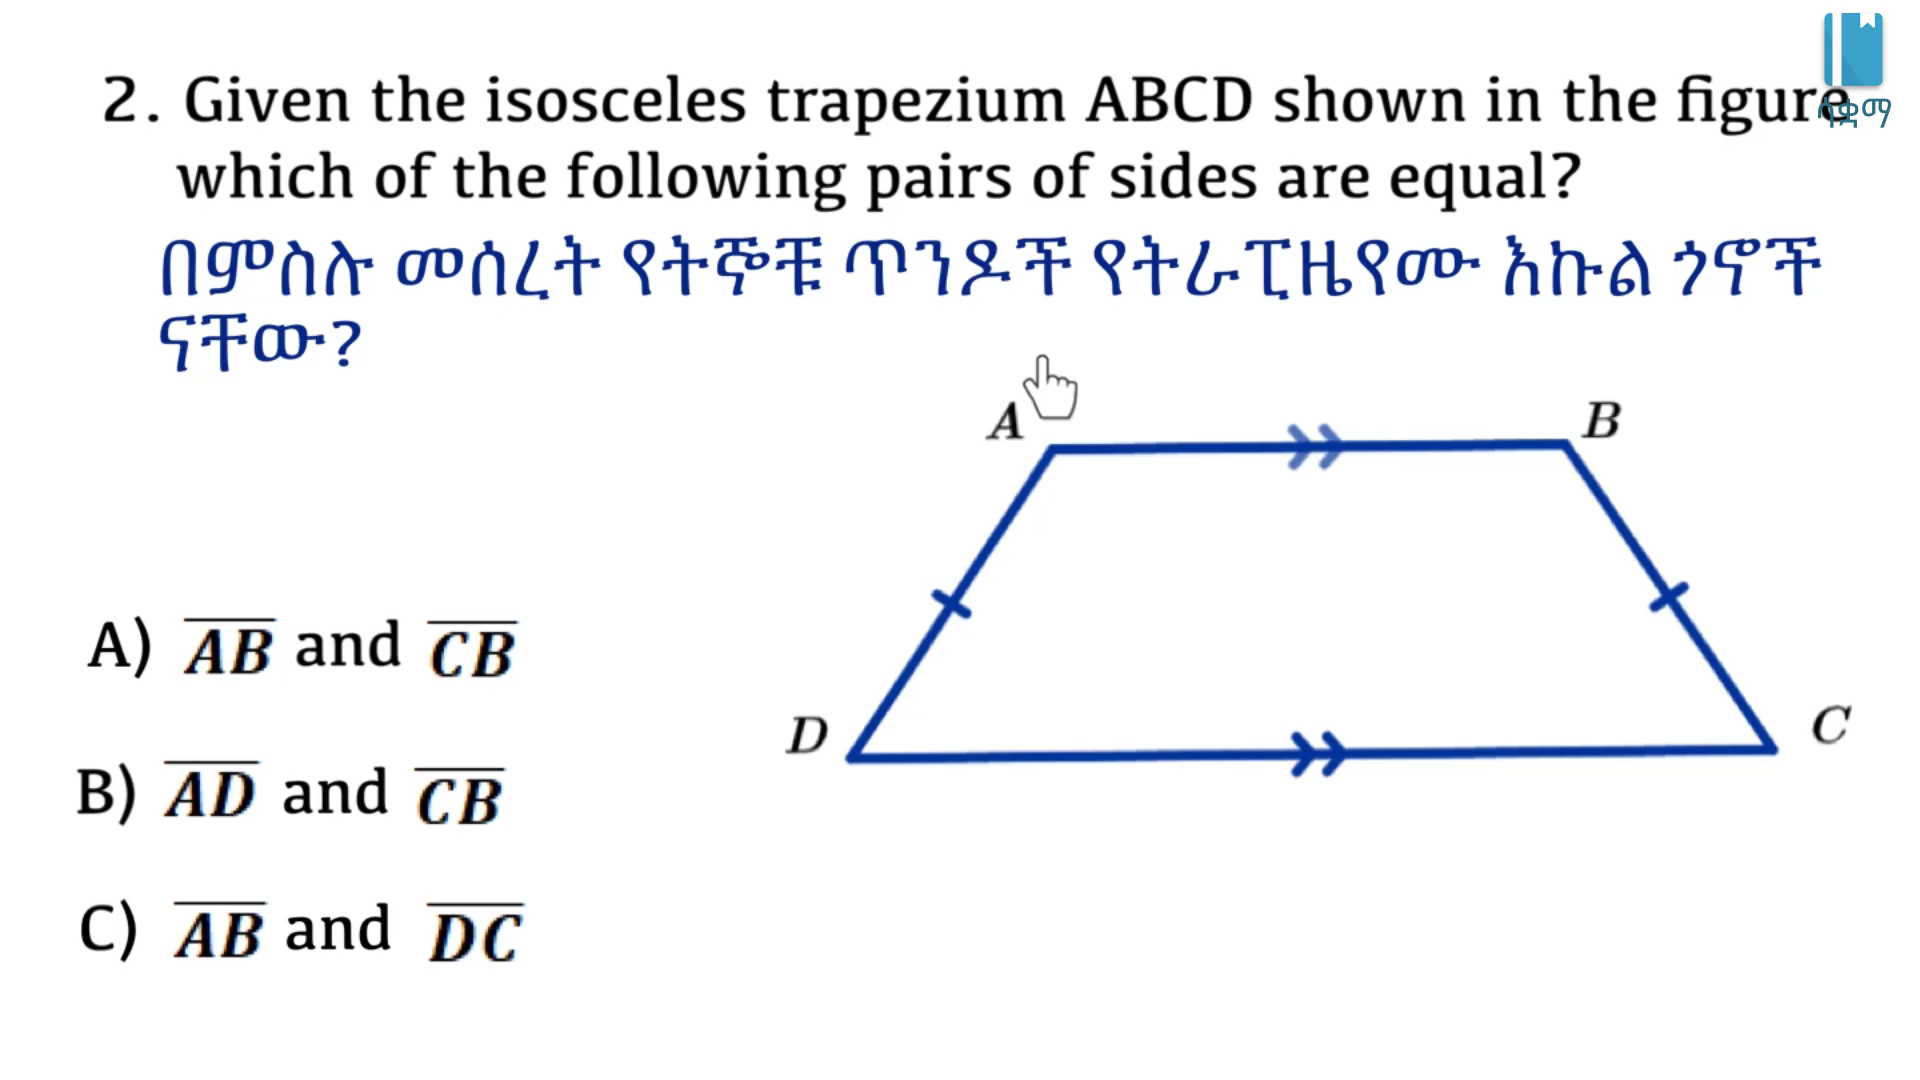 2. Given the isosceles trapezium ABCD shown in the figure
which of the following pairs of sides are equal?
በምስሉ መሰረት የትኞቹ ጥንዶች የትራፒዜየሙ እኩል ጎኖች
ናቸው?
A
B
D
C
A) AB and CB
B) AD and CB
C) AB and DC